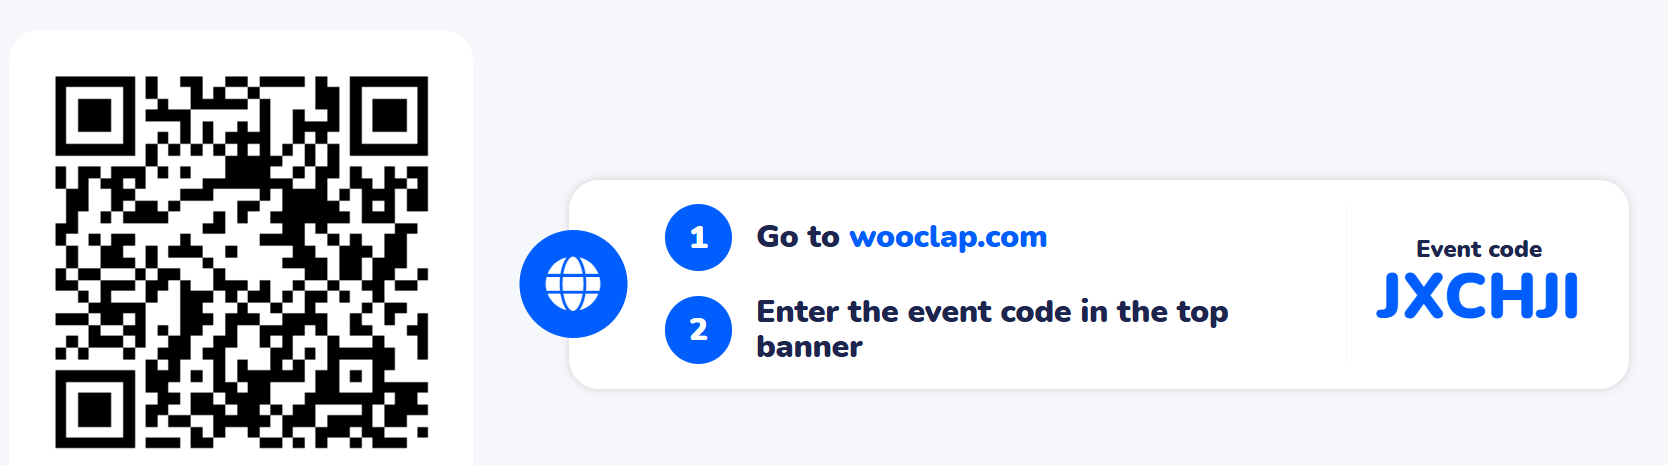 1 Go to wooclap.com
2 Enter the event code in the top
banner
Event code
JXCHJI